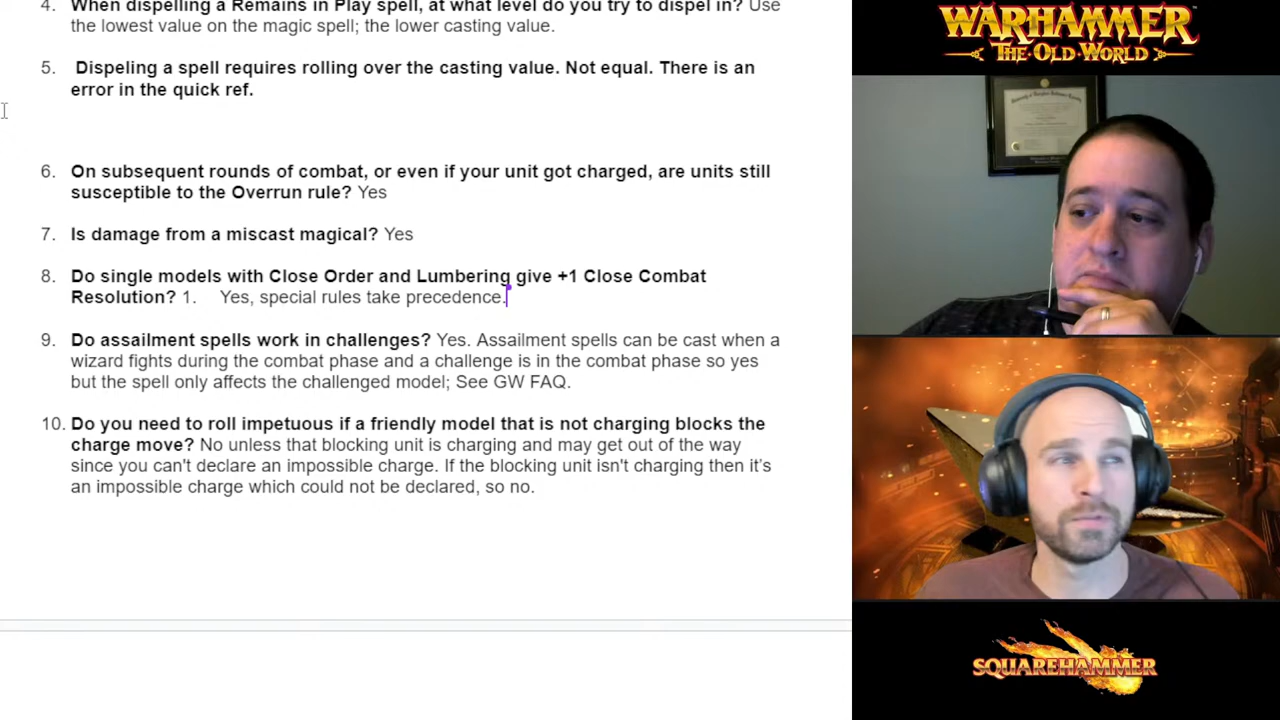 4. When dispelling a Remains in Play spell, at what level do you try to dispel in? Use
the lowest value on the magic spell; the lower casting value.
5. Dispeling a spell requires rolling over the casting value. Not equal. There is an
error in the quick ref.
6. On subsequent rounds of combat, or even if your unit got charged, are units still
susceptible to the Overrun rule? Yes
7. Is damage from a miscast magical? Yes
8. Do single models with Close Order and Lumbering give +1 Close Combat
Resolution? 1. Yes, special rules take precedence.
9. Do assailment spells work in challenges? Yes. Assailment spells can be cast when a
wizard fights during the combat phase and a challenge is in the combat phase so yes
but the spell only affects the challenged model; See GW FAQ.
10. Do you need to roll impetuous if a friendly model that is not charging blocks the
charge move? No unless that blocking unit is charging and may get out of the way
since you can't declare an impossible charge. If the blocking unit isn't charging then it's
an impossible charge which could not be declared, so no.
WARHAMMER
THE OLD WORLD
SQUAREHAMMER